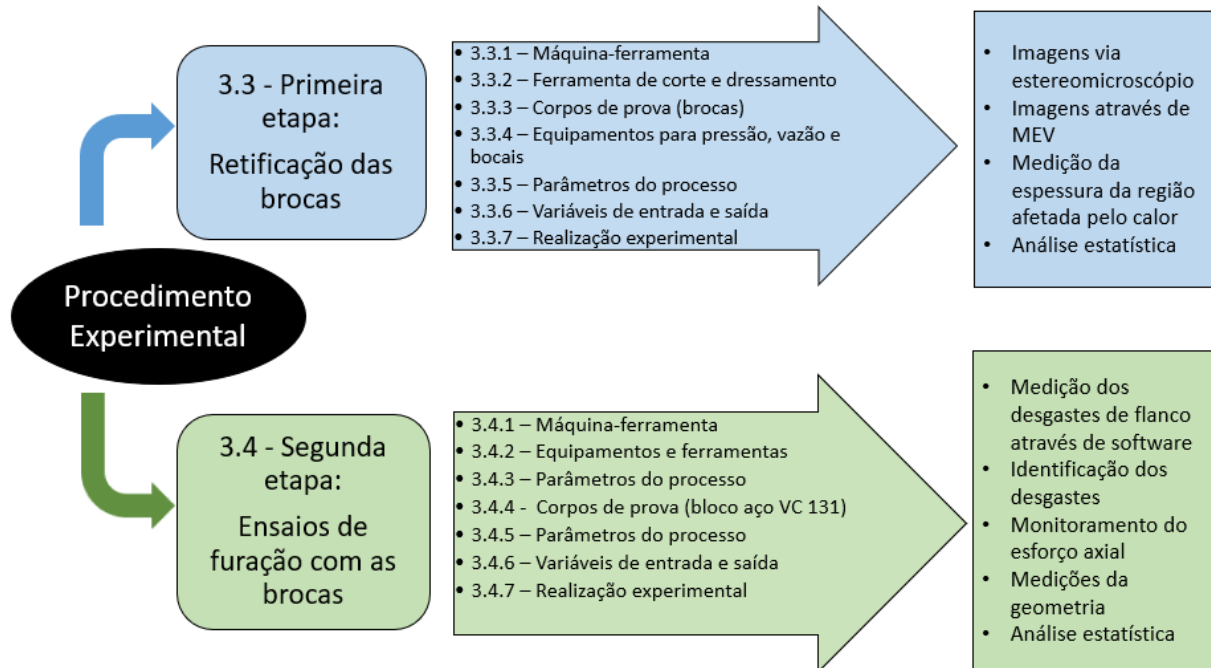 Procedimento
Experimental
3.3 - Primeira
etapa:
Retificação das
brocas
• 3.3.1 – Máquina-ferramenta
• 3.3.2 – Ferramenta de corte e dressamento
• 3.3.3 – Corpos de prova (brocas)
• 3.3.4 – Equipamentos para pressão, vazão e
bocais
• 3.3.5 – Parâmetros do processo
• 3.3.6 – Variáveis de entrada e saída
• 3.3.7 – Realização experimental
• Imagens via
estereomicroscópio
• Imagens através de
MEV
• Medição da
espessura da região
afetada pelo calor
• Análise estatística
3.4 - Segunda
etapa:
Ensaios de
furação com as
brocas
• 3.4.1 – Máquina-ferramenta
• 3.4.2 – Equipamentos e ferramentas
• 3.4.3 – Parâmetros do processo
• 3.4.4 - Corpos de prova (bloco aço VC 131)
• 3.4.5 – Parâmetros do processo
• 3.4.6 – Variáveis de entrada e saída
• 3.4.7 – Realização experimental
• Medição dos
desgastes de flanco
através de software
• Identificação dos
desgastes
• Monitoramento do
esforço axial
• Medições da
geometria
• Análise estatística